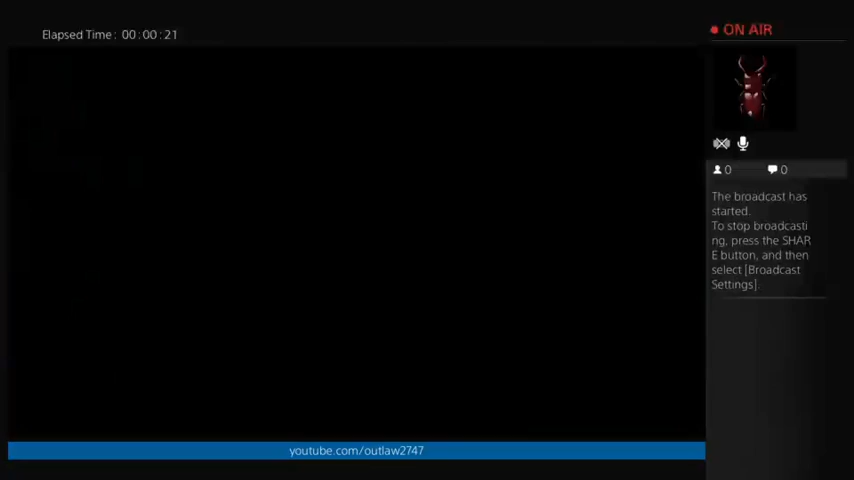 Elapsed Time: 00:00:21
ON AIR
0 0
The broadcast has
started.
To stop broadcasti
ng, press the SHAR
E button, and then
select [Broadcast
Settings].
youtube.com/outlaw2747